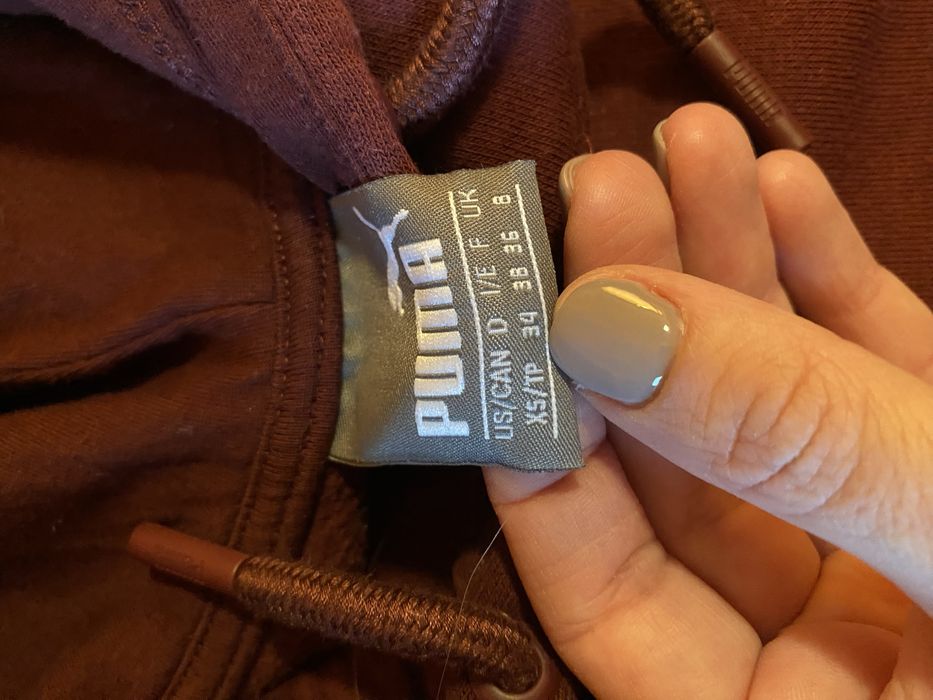 PUMA
US/CAN D I/E F UK
XS/TP 34 38 36 8